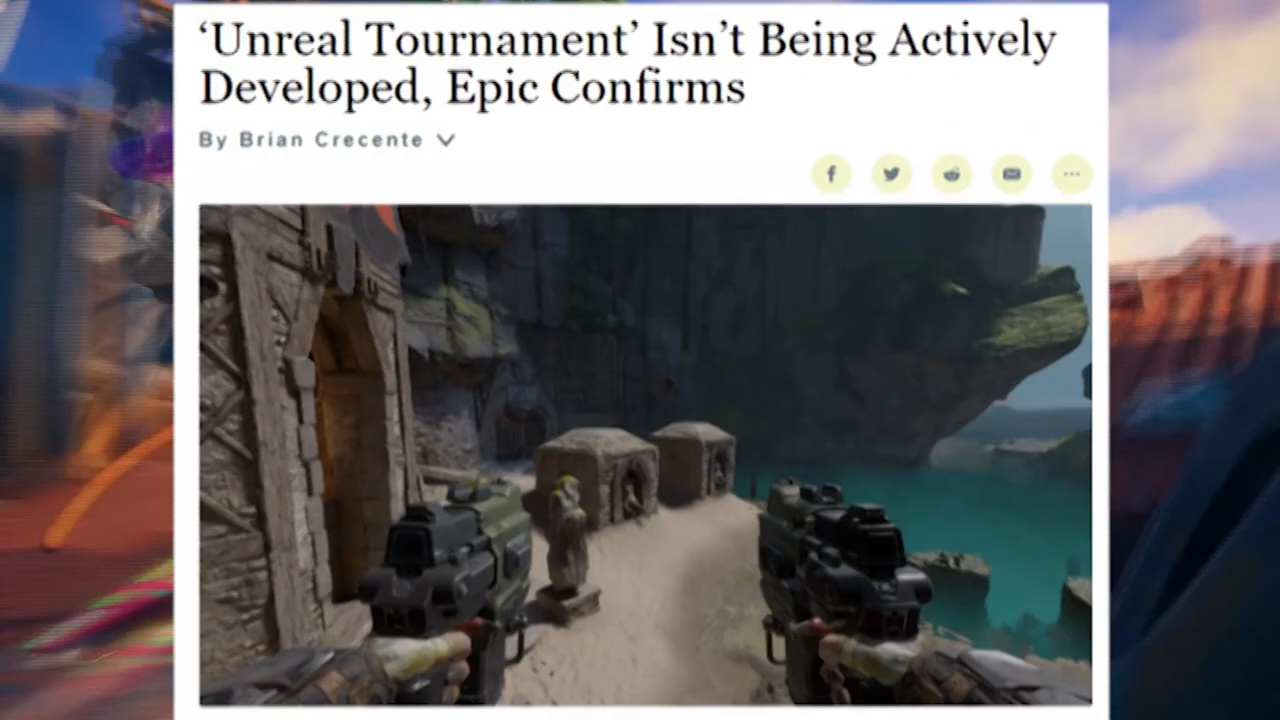 ‘Unreal Tournament’ Isn’t Being Actively
Developed, Epic Confirms
By Brian Crecente